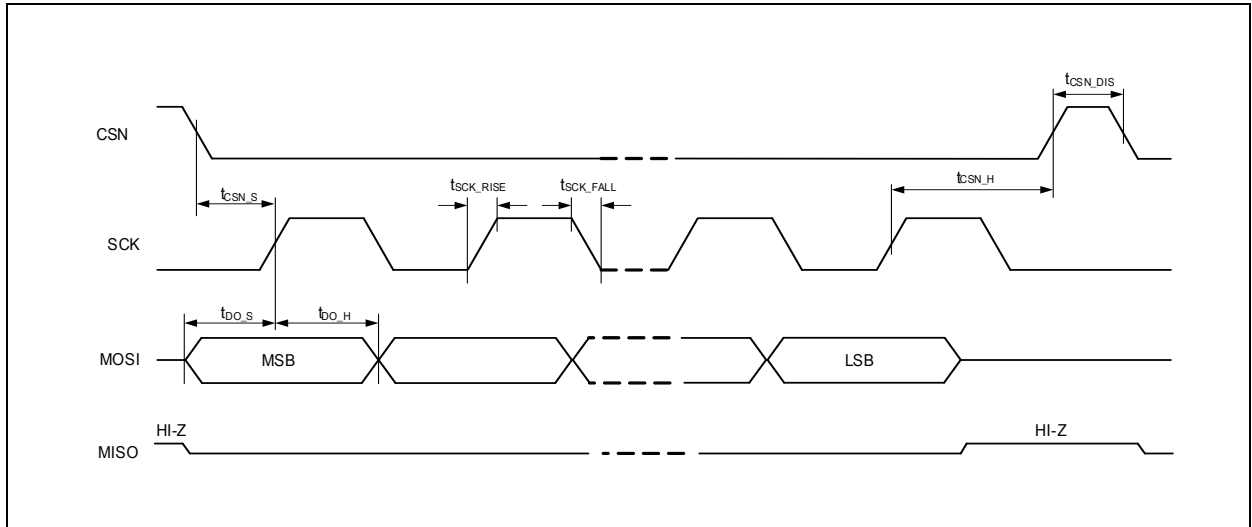 tCSN_DIS
CSN
tCSN_S
tSCK_RISE
tSCK_FALL
tCSN_H
SCK
tDO_S
tDO_H
MOSI
MSB
LSB
HI-Z
HI-Z
MISO